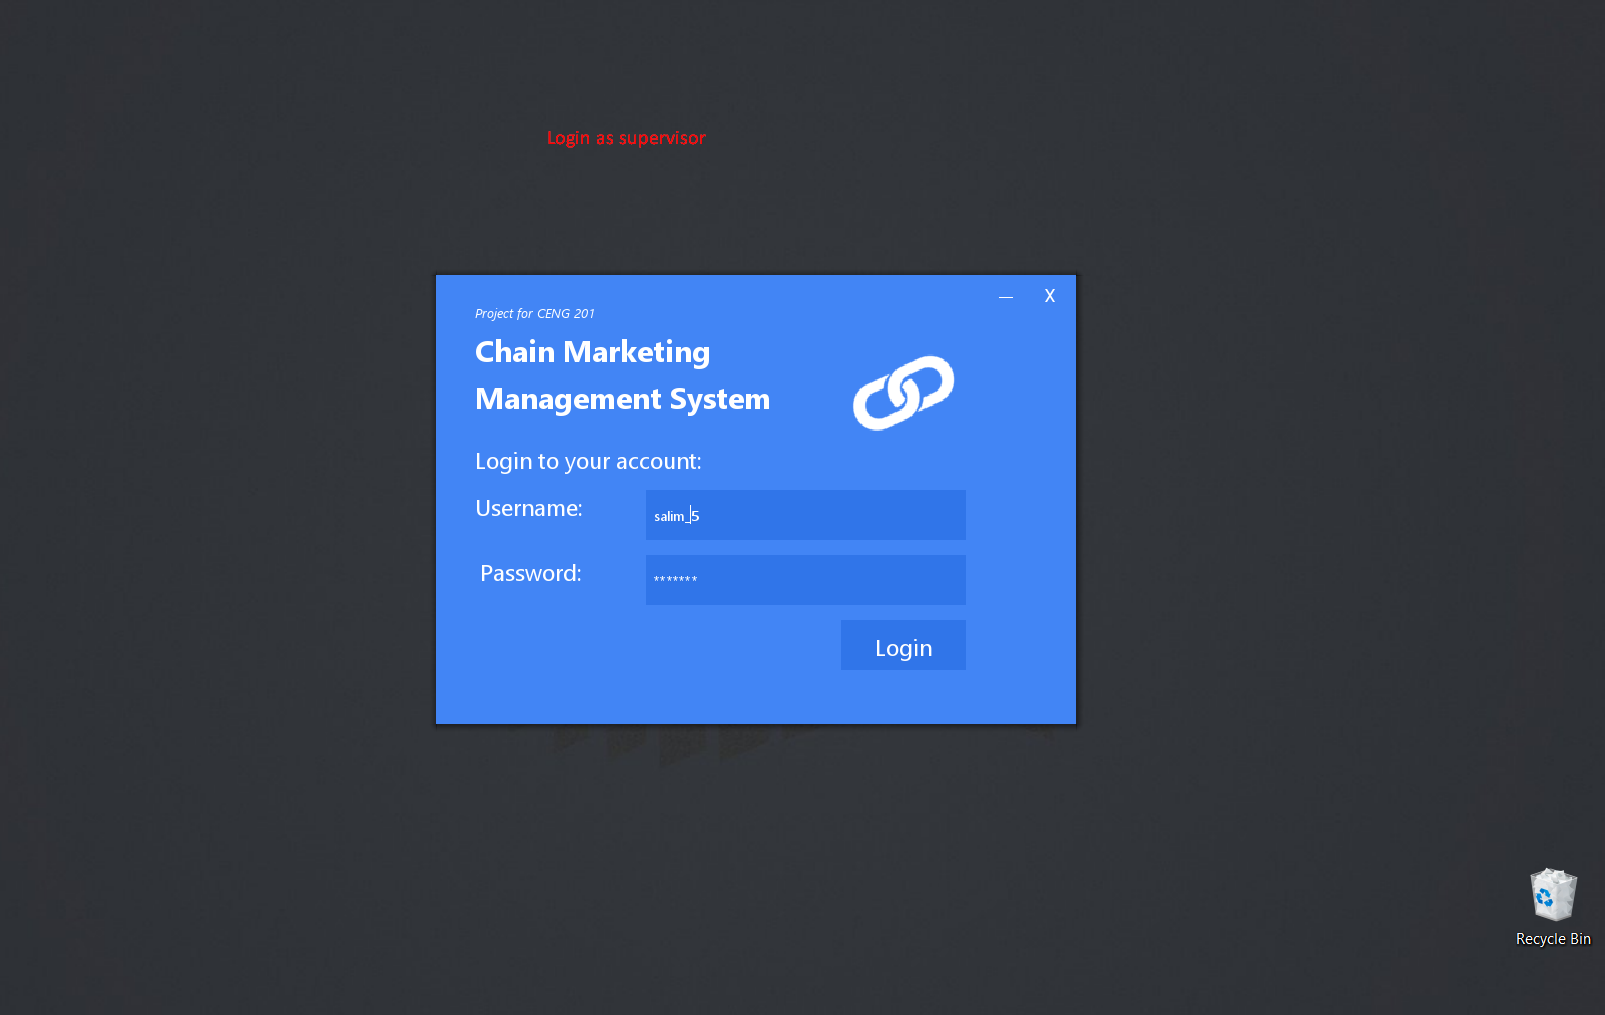 Login as supervisor
— X
Project for CENG 201
Chain Marketing
Management System
Login to your account:
Username:
salim_5
Password:
*******
Login
Recycle Bin